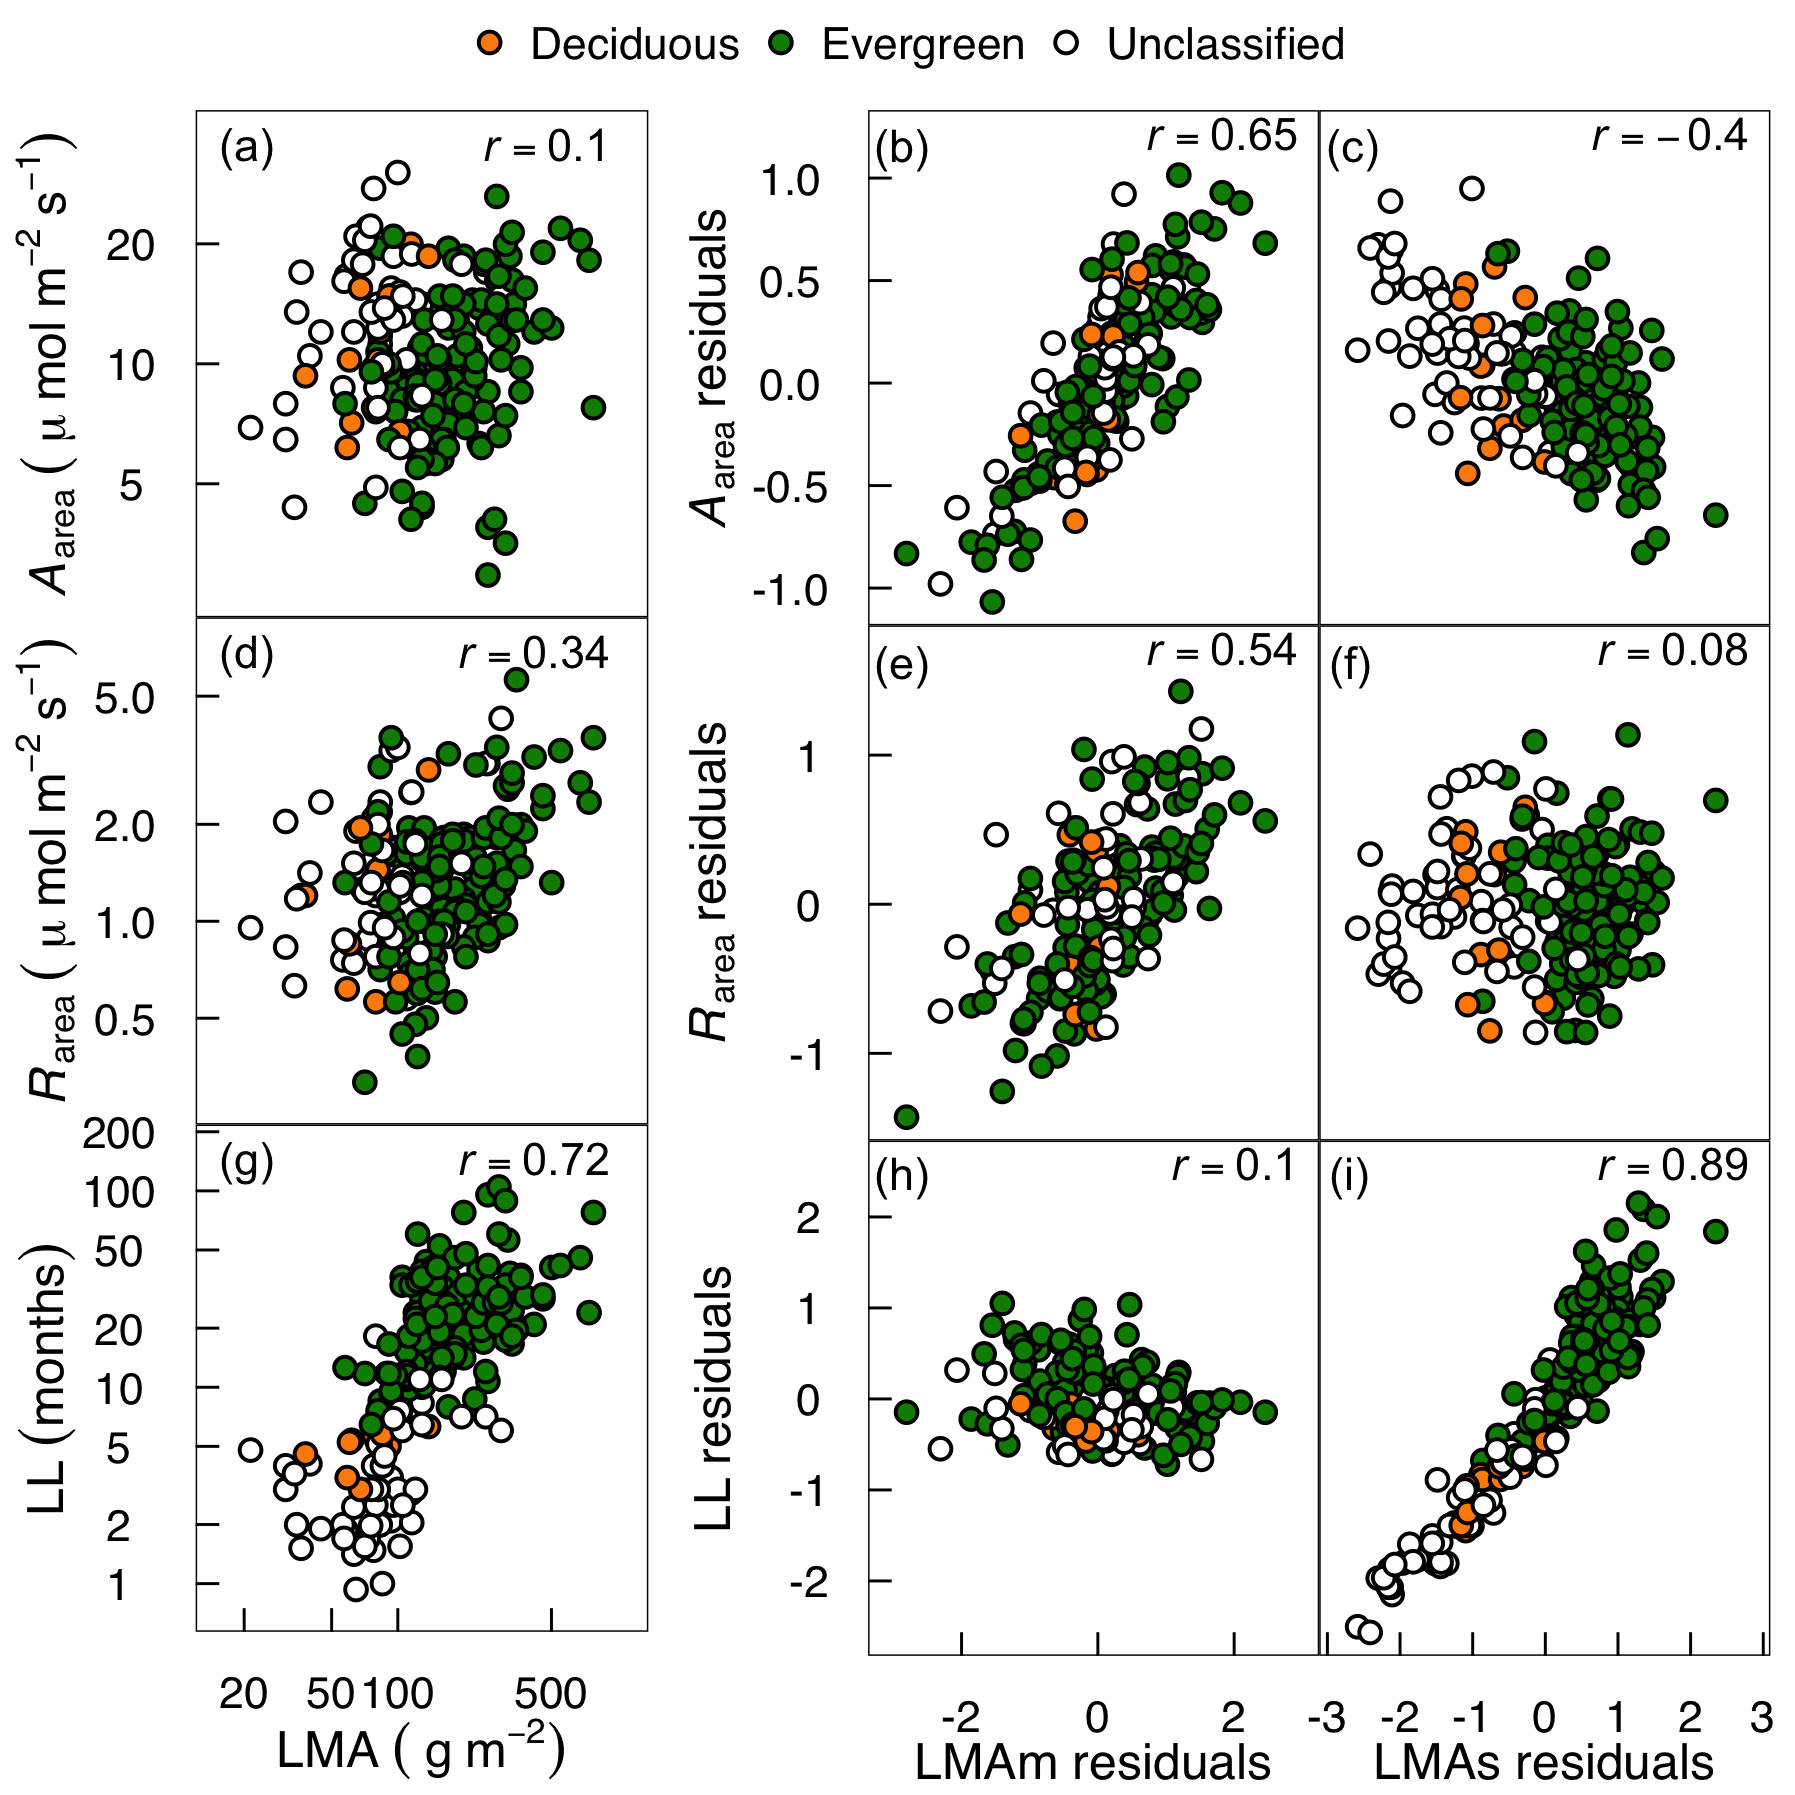 Deciduous Evergreen Unclassified
(a) r = 0.1
20
10
5
A area ( μ mol m−2 s−1)
(b) r = 0.65
1.0
0.5
0.0
-0.5
-1.0
A area residuals
(c) r = −0.4
(d) r = 0.34
5.0
2.0
1.0
0.5
R area ( μ mol m−2 s−1)
(e) r = 0.54
1
0
-1
R area residuals
(f) r = 0.08
(g) r = 0.72
200
100
50
20
10
5
2
1
LL (months)
20 50 100 500
LMA ( g m−2)
(h) r = 0.1
2
1
0
-1
-2
LL residuals
-2 0 2
LMAm residuals
(i) r = 0.89
-3 -2 -1 0 1 2 3
LMAs residuals